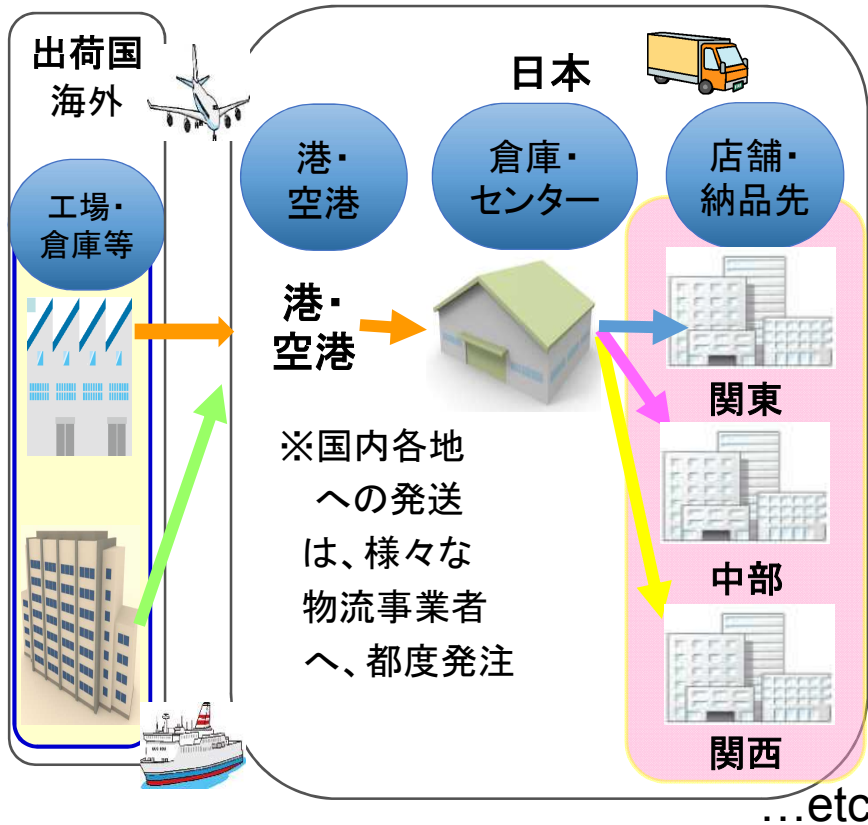 出荷国
海外
工場・
倉庫等
日本
港・
空港
倉庫・
センター
店舗・
納品先
港・
空港
関東
中部
関西
※国内各地
への発送
は、様々な
物流事業者
へ、都度発注
…etc